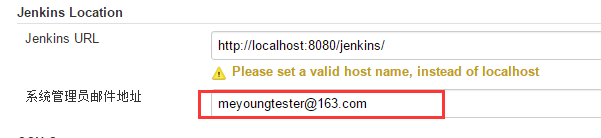 Jenkins Location
Jenkins URL
http://localhost:8080/jenkins/
Please set a valid host name, instead of localhost
系统管理员邮件地址
meyoungtester@163.com